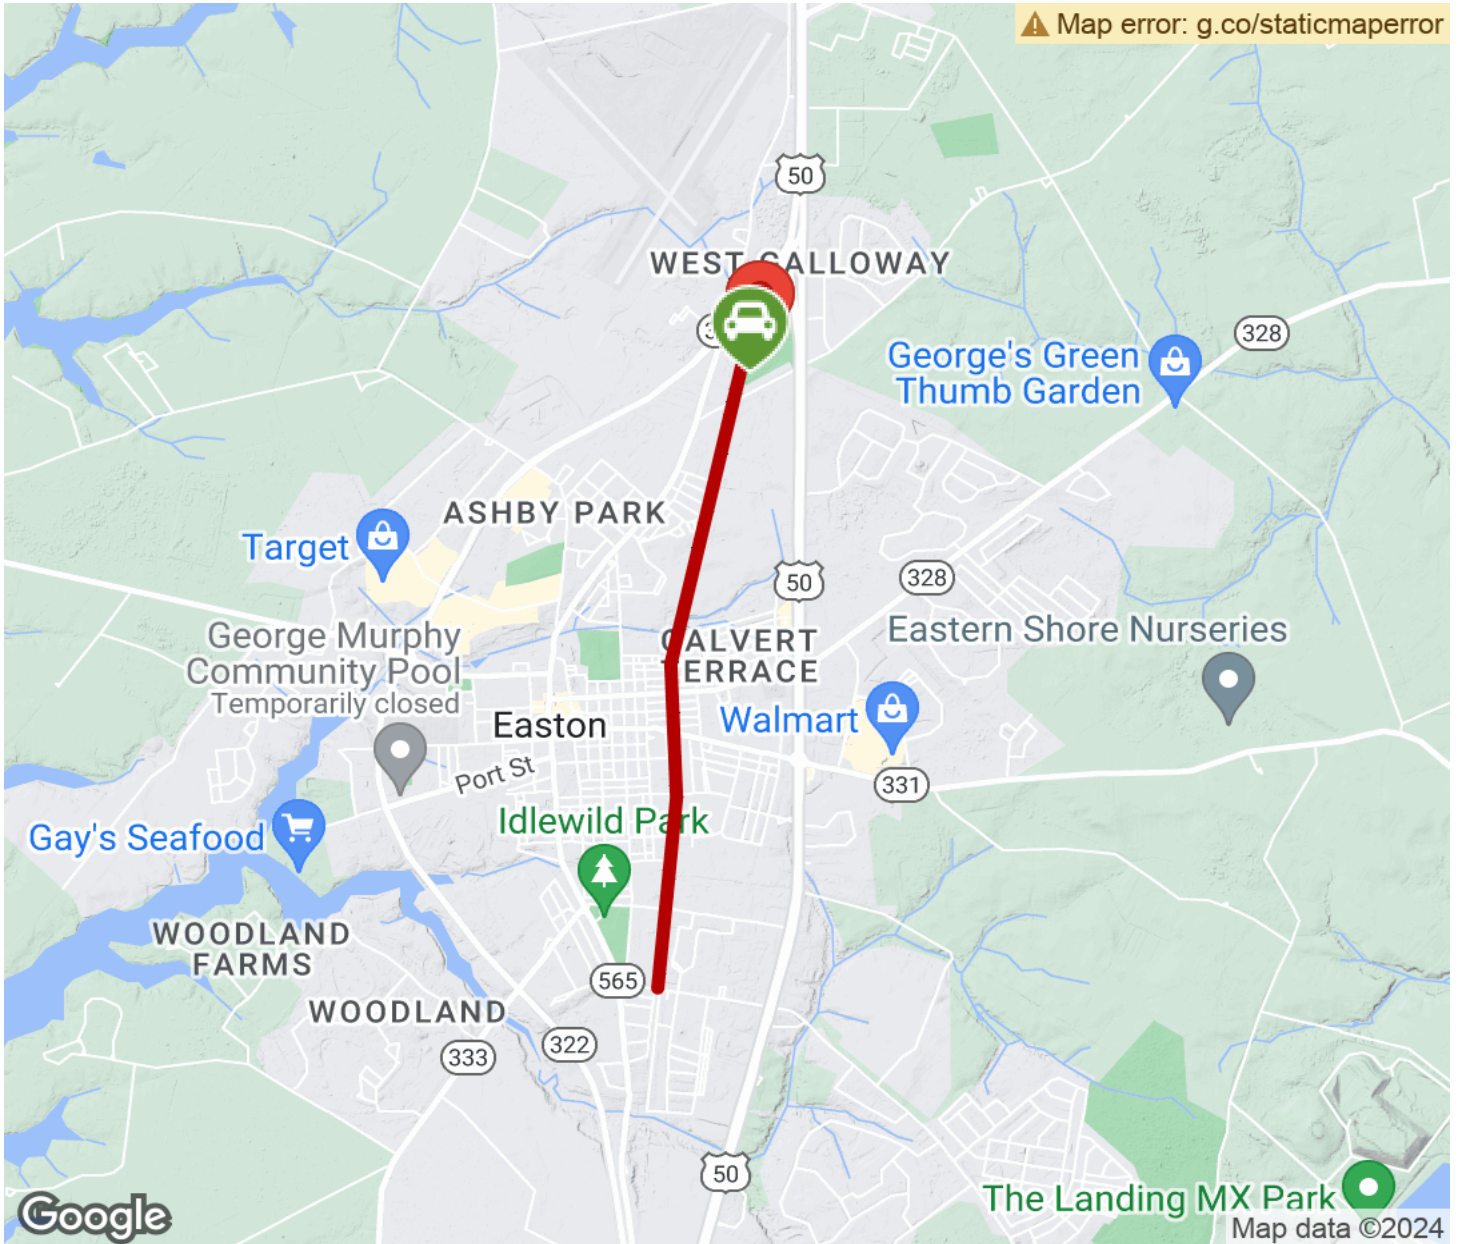 Map error: g.co/staticmaperror
50
WEST GALLOWAY
328
George's Green
Thumb Garden
ASHBY PARK
Target
50
328
George Murphy
Community Pool
Temporarily closed
CALVERT
TERRACE
Eastern Shore Nurseries
Easton
Walmart
Port St
331
Idlewild Park
Gay's Seafood
WOODLAND
FARMS
565
WOODLAND
322
333
50
The Landing MX Park
Google
Map data ©2024